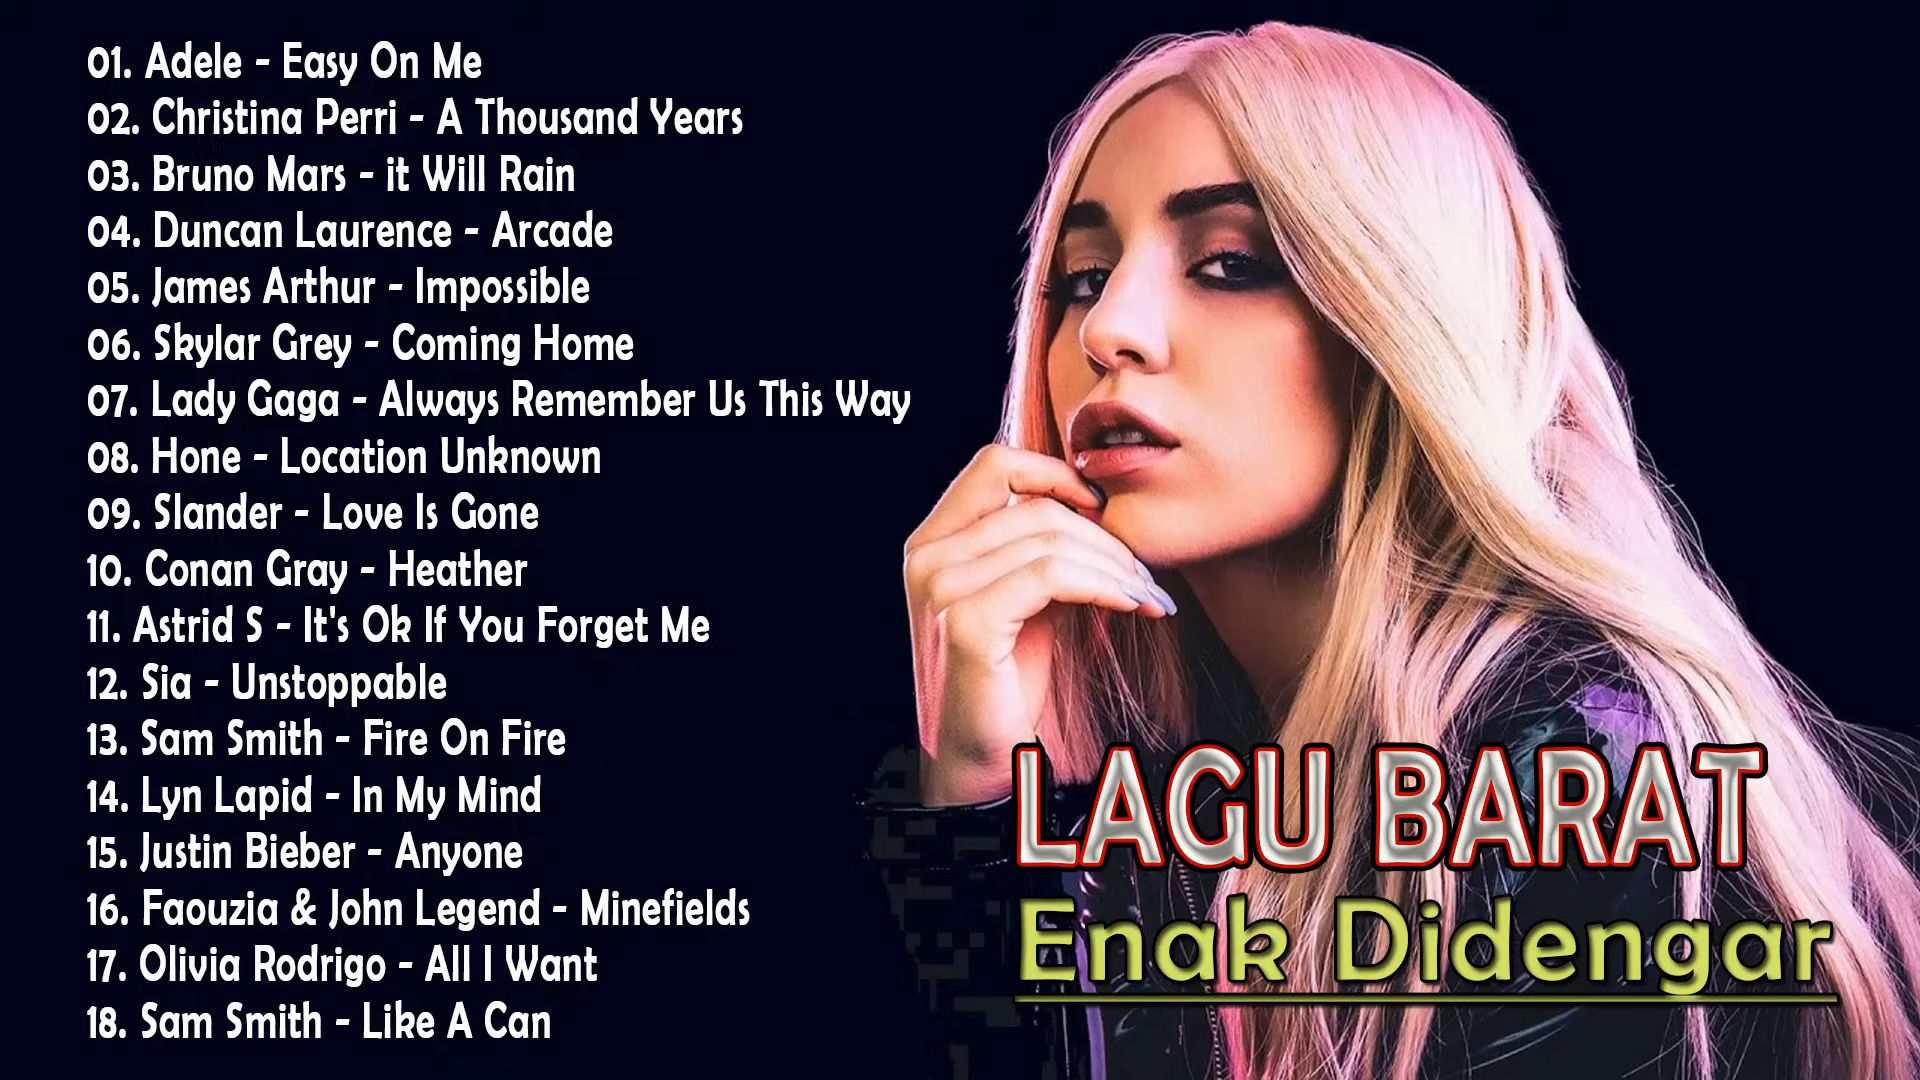 01. Adele - Easy On Me
02. Christina Perri - A Thousand Years
03. Bruno Mars - it Will Rain
04. Duncan Laurence - Arcade
05. James Arthur - Impossible
06. Skylar Grey - Coming Home
07. Lady Gaga - Always Remember Us This Way
08. Hone - Location Unknown
09. Slander - Love Is Gone
10. Conan Gray - Heather
11. Astrid S - It's Ok If You Forget Me
12. Sia - Unstoppable
13. Sam Smith - Fire On Fire
14. Lyn Lapid - In My Mind
15. Justin Bieber - Anyone
16. Faouzia & John Legend - Minefields
17. Olivia Rodrigo - All I Want
18. Sam Smith - Like A Can
LAGU BARAT
Enak Didengar